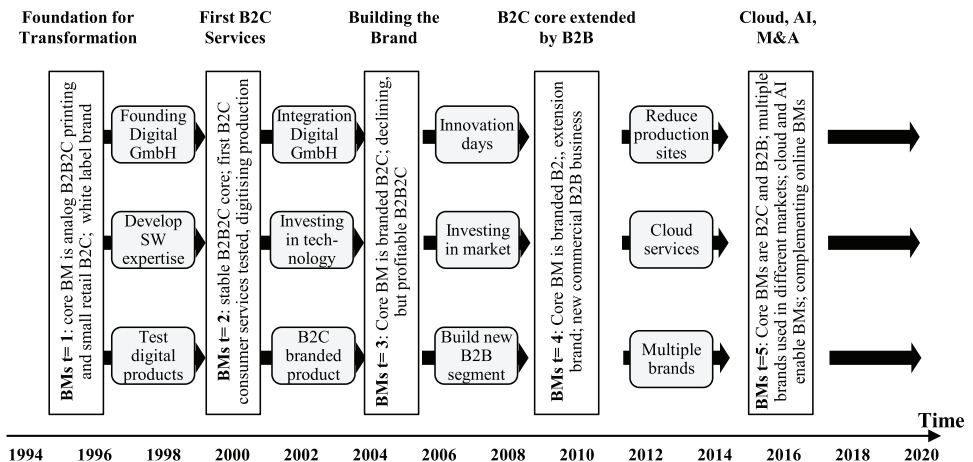 Foundation for
Transformation
First B2C
Services
Building the
Brand
B2C core extended
by B2B
Cloud, AI,
M&A
BMs t= 1: core BM is analog B2B2C printing
and small retail B2C;  white label brand
Founding
Digital
GmbH
Develop
SW
expertise
Test
digital
products
BMs t= 2: stable B2B2C core; first B2C
consumer services tested, digitising production
Integration
Digital
GmbH
Investing
in tech-
nology
B2C
branded
product
BMs t= 3: Core BM is branded B2C; declining,
but profitable B2B2C
Innovation
days
Investing
in market
Build new
B2B
segment
BMs t= 4: Core BM is branded B2;, extension
brand; new commercial B2B business
Reduce
production
sites
Cloud
services
Multiple
brands
BMs t=5: Core BMs are B2C and B2B; multiple
brands used in different markets; cloud and AI
enable BMs; complementing online BMs
Time
1994 1996 1998 2000 2002 2004 2006 2008 2010 2012 2014 2016 2018 2020